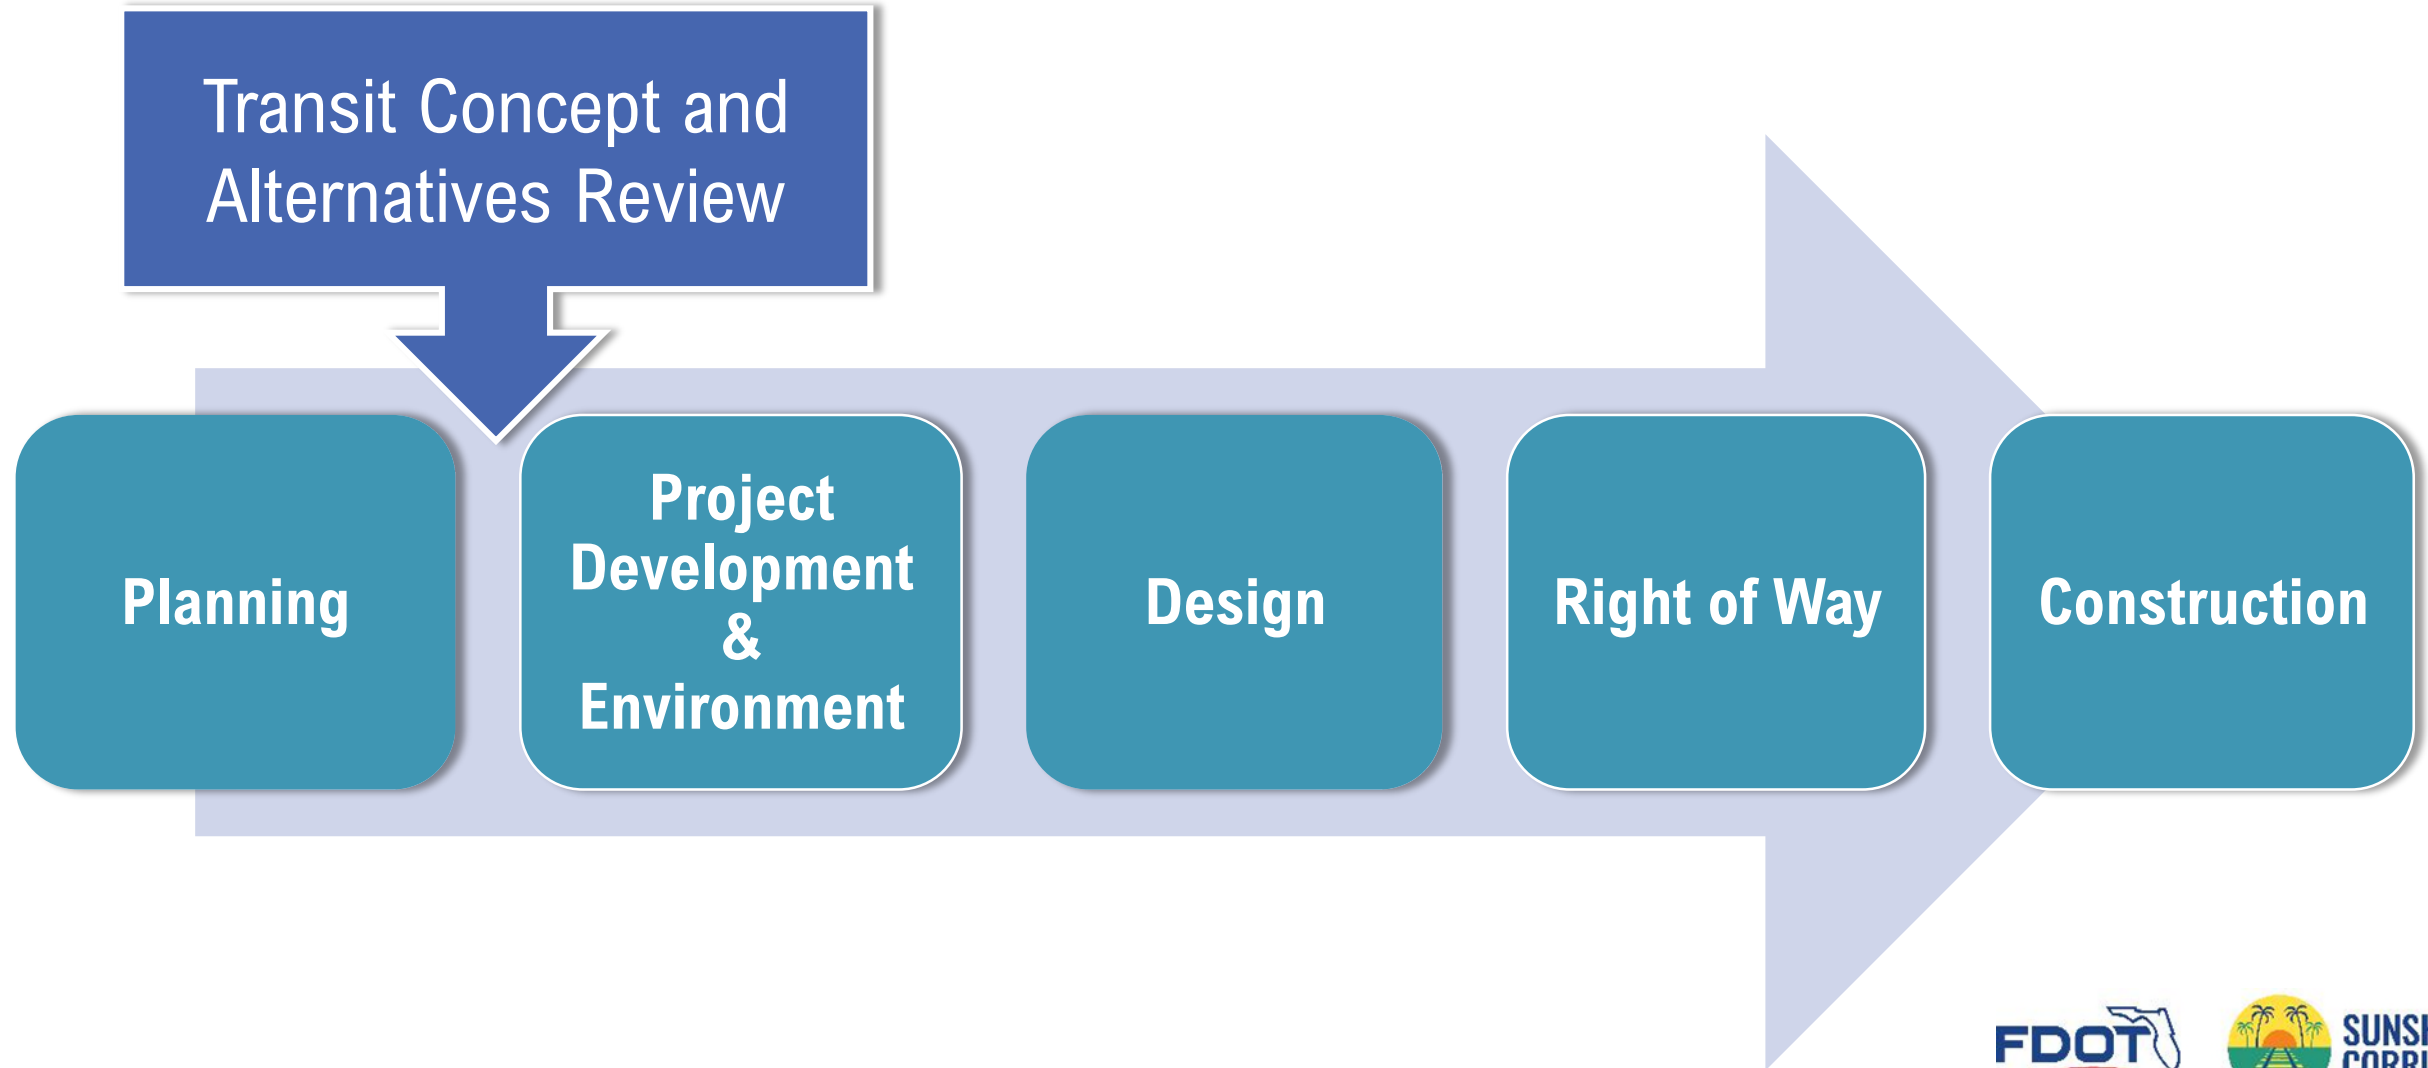 Transit Concept and
Alternatives Review
Planning
Project
Development
&
Environment
Design
Right of Way
Construction
FDOT